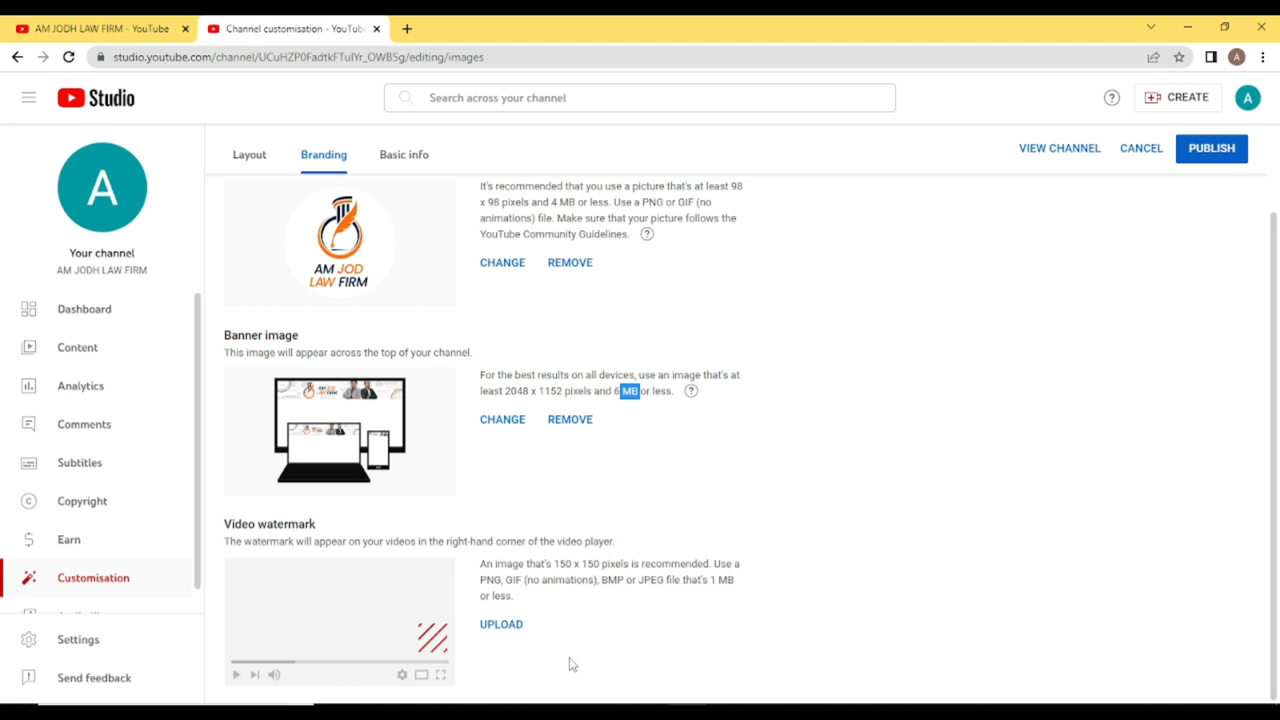 AM JODH LAW FIRM - YouTube
Channel customisation - YouTub
studio.youtube.com/channel/UCuHZP0FadtkFTulYr_OWB5g/editing/images
A
Studio
Search across your channel
CREATE
A
Layout
Branding
Basic info
VIEW CHANNEL
CANCEL
PUBLISH
A
Your channel
AM JODH LAW FIRM
Dashboard
Content
Analytics
Comments
Subtitles
Copyright
Earn
Customisation
Settings
Send feedback
AM JOD
LAW FIRM
It's recommended that you use a picture that's at least 98
x 98 pixels and 4 MB or less. Use a PNG or GIF (no
animations) file. Make sure that your picture follows the
YouTube Community Guidelines.
CHANGE
REMOVE
Banner image
This image will appear across the top of your channel.
For the best results on all devices, use an image that's at
least 2048 x 1152 pixels and 6 MB or less.
CHANGE
REMOVE
Video watermark
The watermark will appear on your videos in the right-hand corner of the video player.
An image that's 150 x 150 pixels is recommended. Use a
PNG, GIF (no animations), BMP or JPEG file that's 1 MB
or less.
UPLOAD